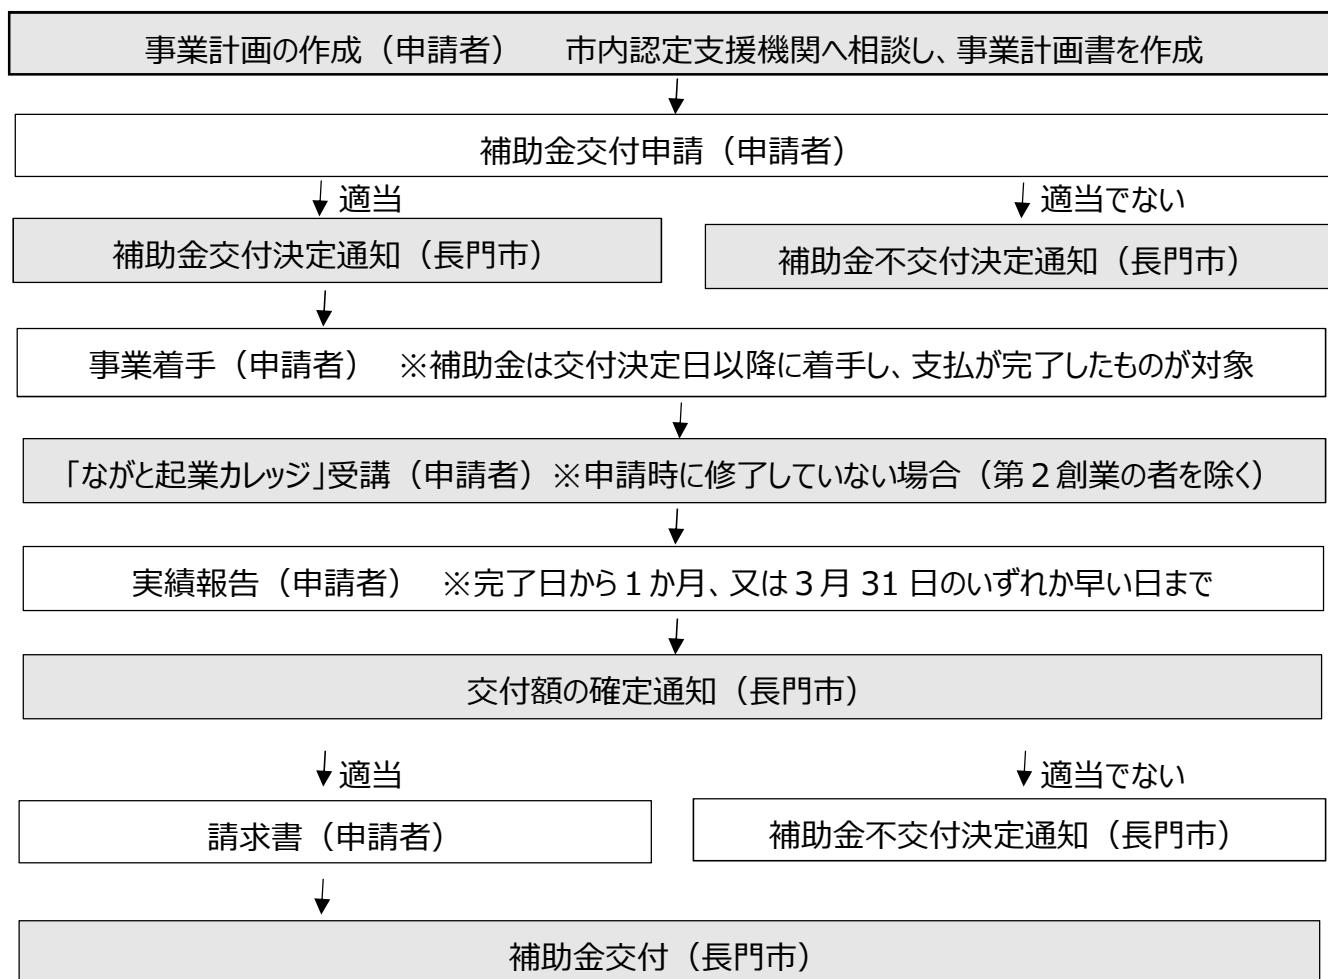 事業計画の作成（申請者）　　市内認定支援機関へ相談し、事業計画書を作成
補助金交付申請（申請者）
適当
適当でない
補助金交付決定通知（長門市）
補助金不交付決定通知（長門市）
事業着手（申請者）　※補助金は交付決定日以降に着手し、支払が完了したものが対象
「ながと起業カレッジ」受講（申請者）※申請時に修了していない場合（第２創業の者を除く）
実績報告（申請者）　※完了日から１か月、又は３月 31 日のいずれか早い日まで
交付額の確定通知（長門市）
適当
適当でない
請求書（申請者）
補助金不交付決定通知（長門市）
補助金交付（長門市）